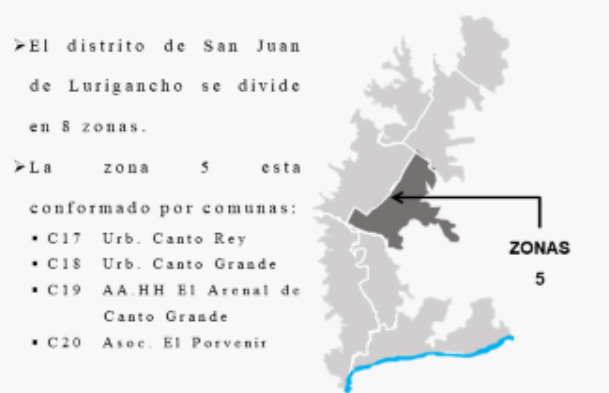 ➢El distrito de San Juan
de Lurigancho se divide
en 8 zonas.
➢La zona 5 esta
conformado por comunas:
▪ C17 Urb. Canto Rey
▪ C18 Urb. Canto Grande
▪ C19 AA.HH El Arenal de
Canto Grande
▪ C20 Asoc. El Porvenir
ZONAS
5